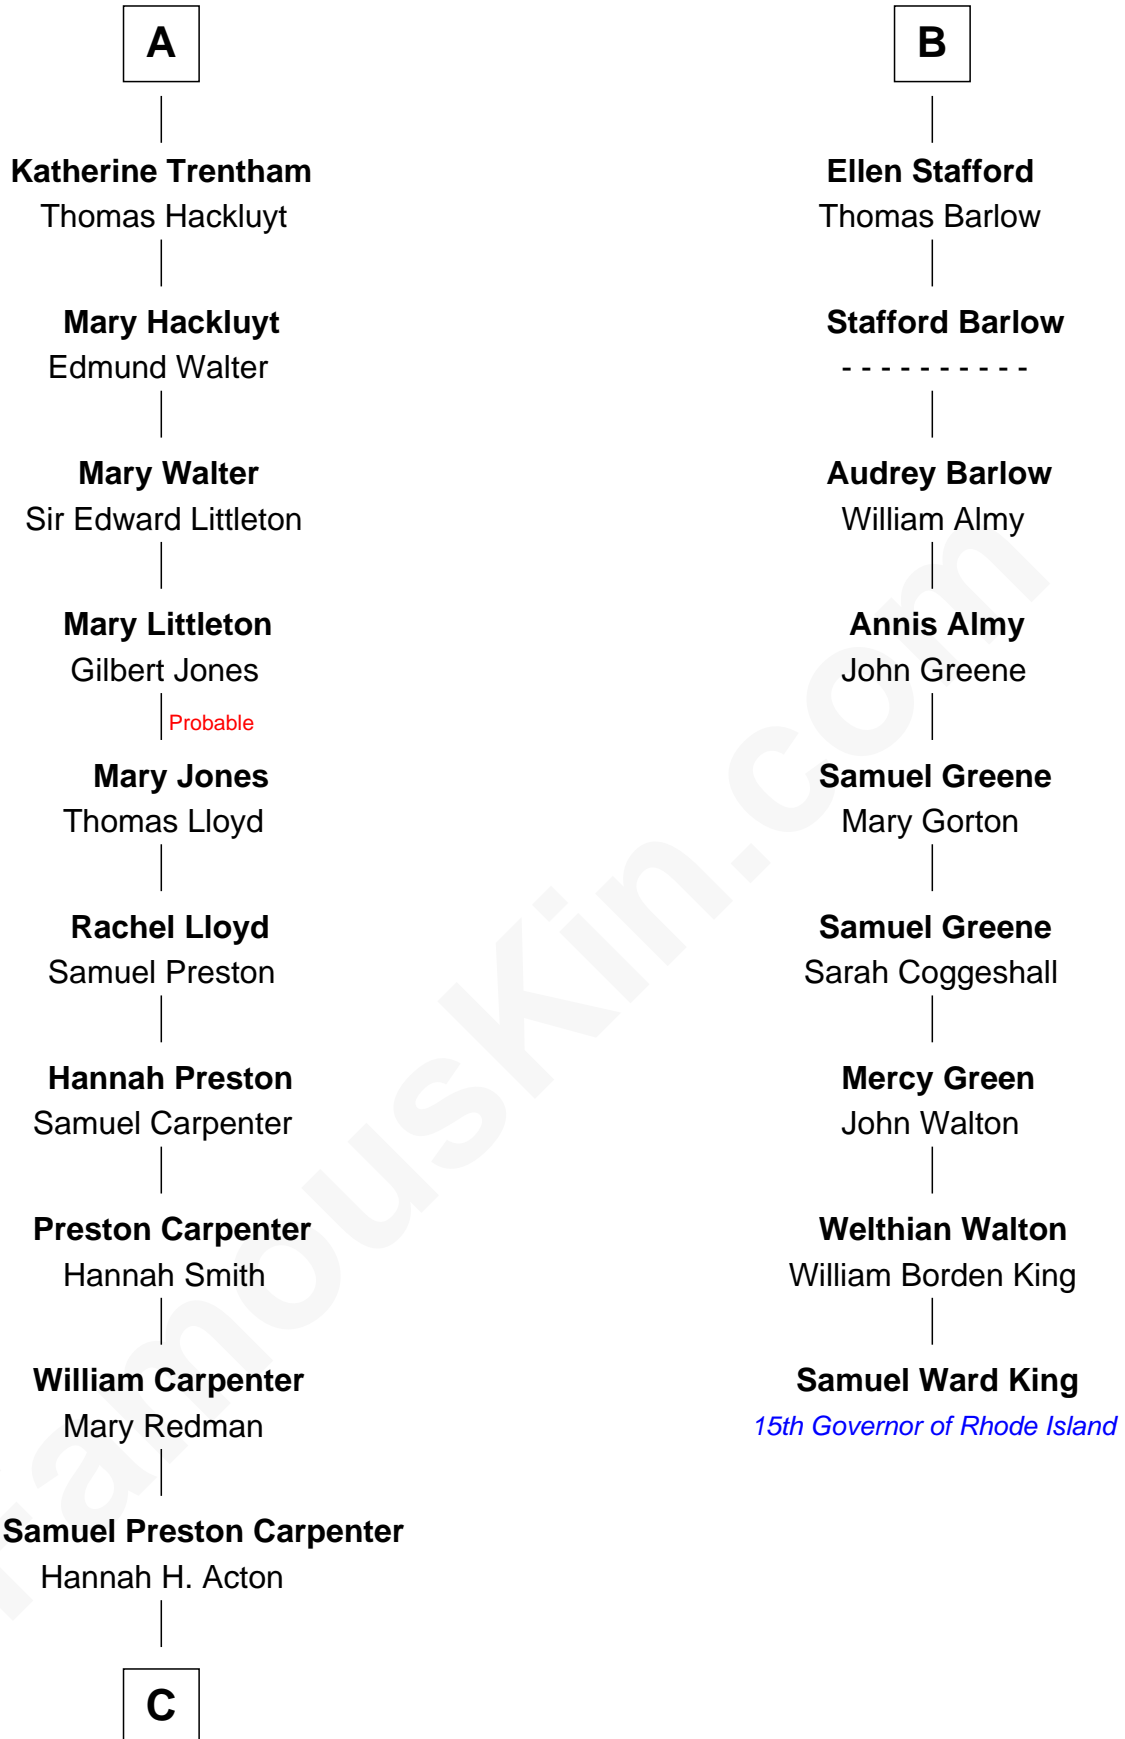 A
Katherine Trentham
Thomas Hackluyt
Mary Hackluyt
Edmund Walter
Mary Walter
Sir Edward Littleton
Mary Littleton
Gilbert Jones
Probable
Mary Jones
Thomas Lloyd
Rachel Lloyd
Samuel Preston
Hannah Preston
Samuel Carpenter
Preston Carpenter
Hannah Smith
William Carpenter
Mary Redman
Samuel Preston Carpenter
Hannah H. Acton
C
B
Ellen Stafford
Thomas Barlow
Stafford Barlow
- - - - - - - - - -
Audrey Barlow
William Almy
Annis Almy
John Greene
Samuel Greene
Mary Gorton
Samuel Greene
Sarah Coggeshall
Mercy Green
John Walton
Welthian Walton
William Borden King
Samuel Ward King
15th Governor of Rhode Island
FamousKin.com